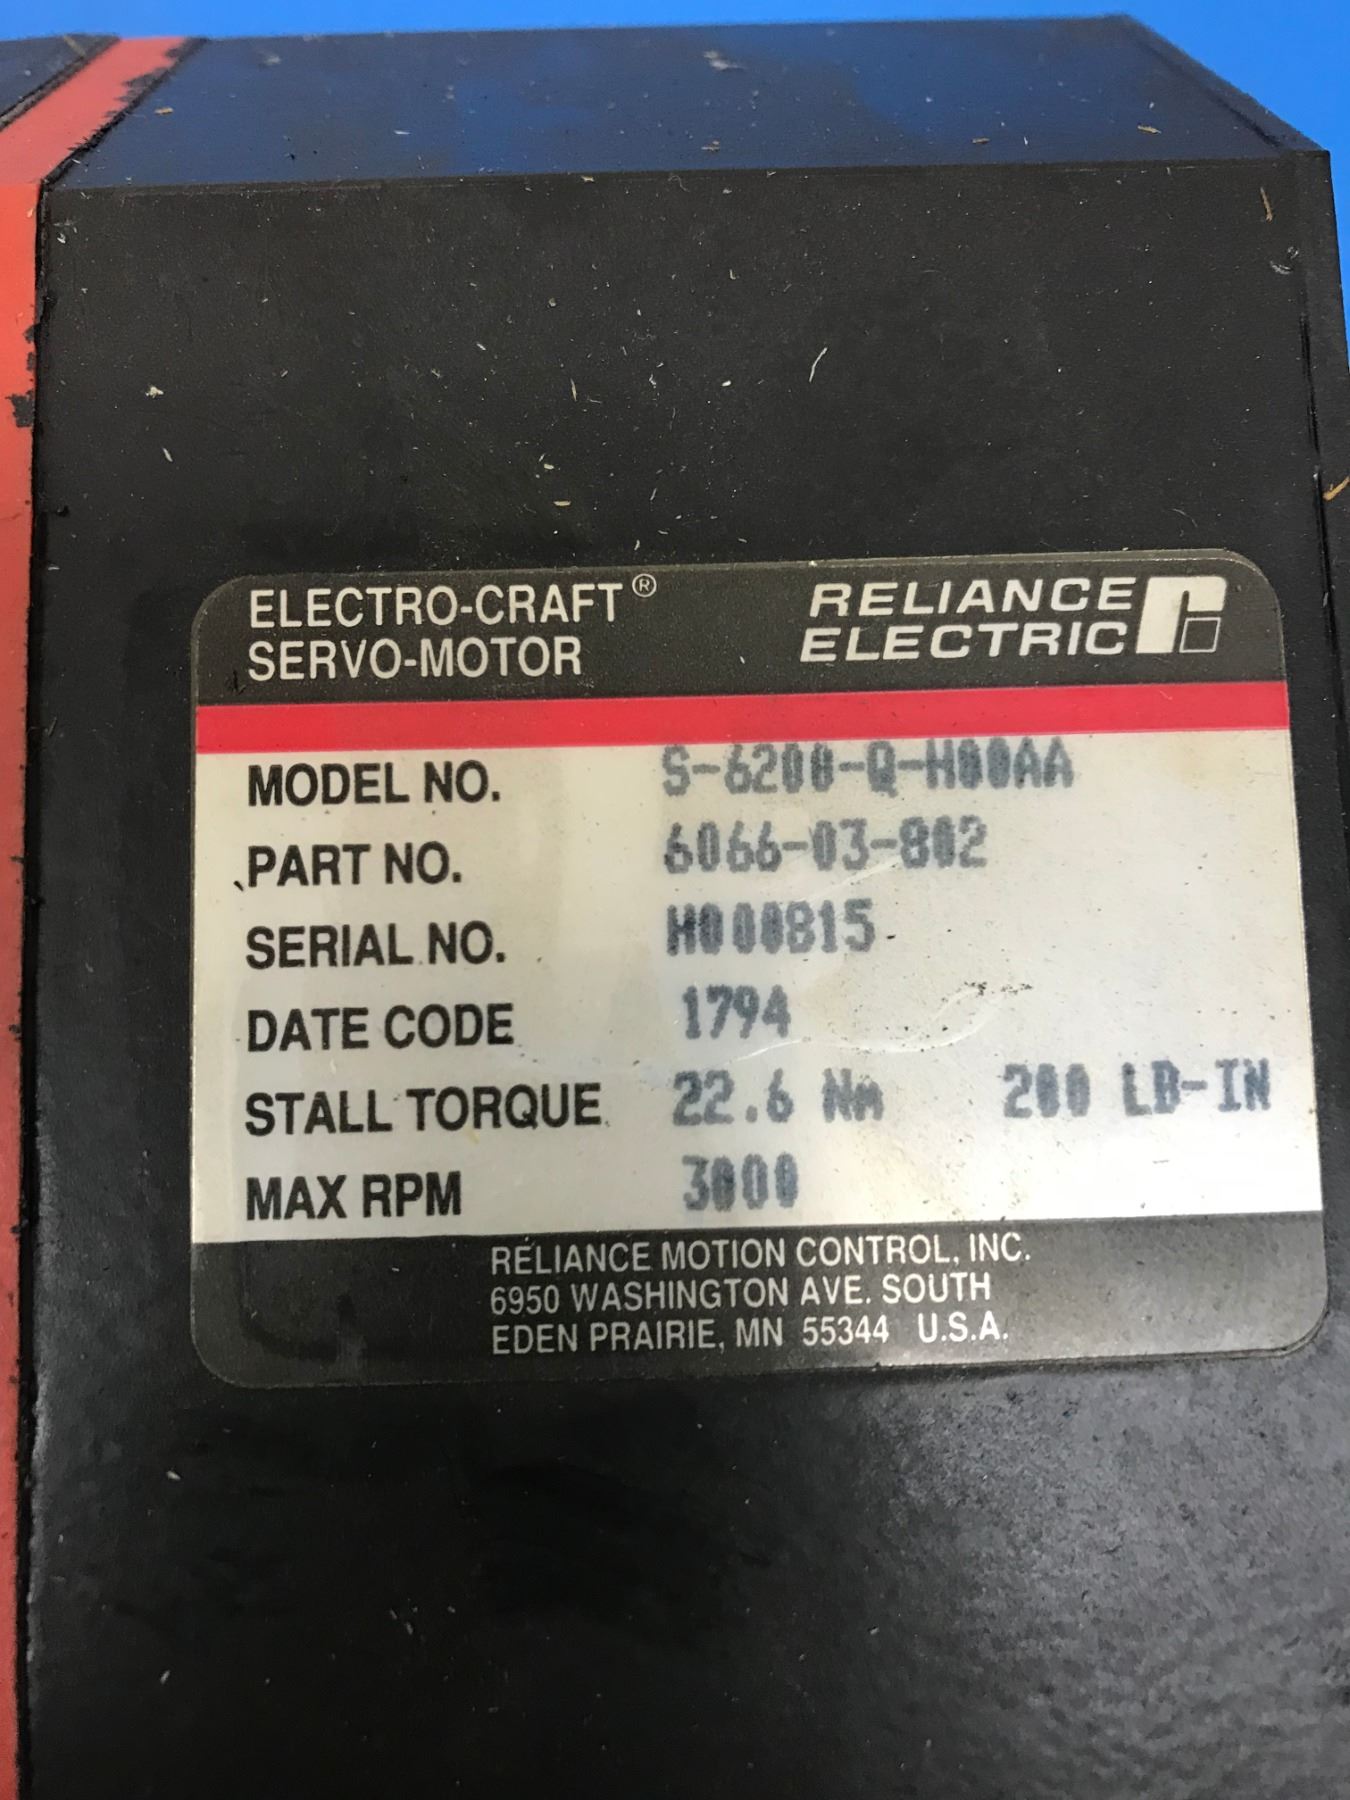 ELECTRO-CRAFT®
SERVO-MOTOR
RELIANCE
ELECTRIC
MODEL NO. S-6200-Q-H00AA
PART NO. 6066-03-802
SERIAL NO. H000815
DATE CODE 1794
STALL TORQUE 22.6 Nm 200 LB-IN
MAX RPM 3000
RELIANCE MOTION CONTROL, INC.
6950 WASHINGTON AVE. SOUTH
EDEN PRAIRIE, MN 55344 U.S.A.